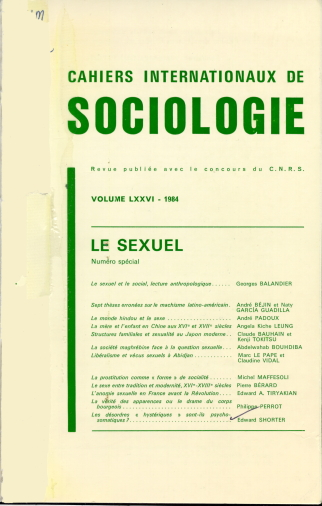 CAHIERS INTERNATIONAUX DE
SOCIOLOGIE
Revue publiée avec le concours du C.N.R.S.
VOLUME LXXVI - 1984
LE SEXUEL
Numéro spécial
Le sexuel et le social, lecture anthropologique...... Georges BALANDIER
Sept thèses erronées sur le machisme latino-américain. André BÉJIN et Naty
GARCÍA GUADILLA
Le monde hindou et le sexe .................. André PADOUX
La mère et l'enfant en Chine aux XVIe et XVIIe siècles Angela Kiche LEUNG
Structures familiales et sexualité au Japon moderne.. Claude BAUHAIN et
Kenji TOKITSU
La société maghrébine face à la question sexuelle... Abdelwahab BOUHDIBA
Libéralisme et vécus sexuels à Abidjan ............ Marc LE PAPE et
Claudine VIDAL
La prostitution comme « forme » de socialité ....... Michel MAFFESOLI
Le sexe entre tradition et modernité, XVIe-XVIIIe siècles Pierre BÉRARD
L'anomie sexuelle en France avant la Révolution.... Edward A. TIRYAKIAN
La vérité des apparences ou le drame du corps
bourgeois ............................ Philippe PERROT
Les désordres « hystériques » sont-ils psycho-
somatiques ? .......................... Edward SHORTER